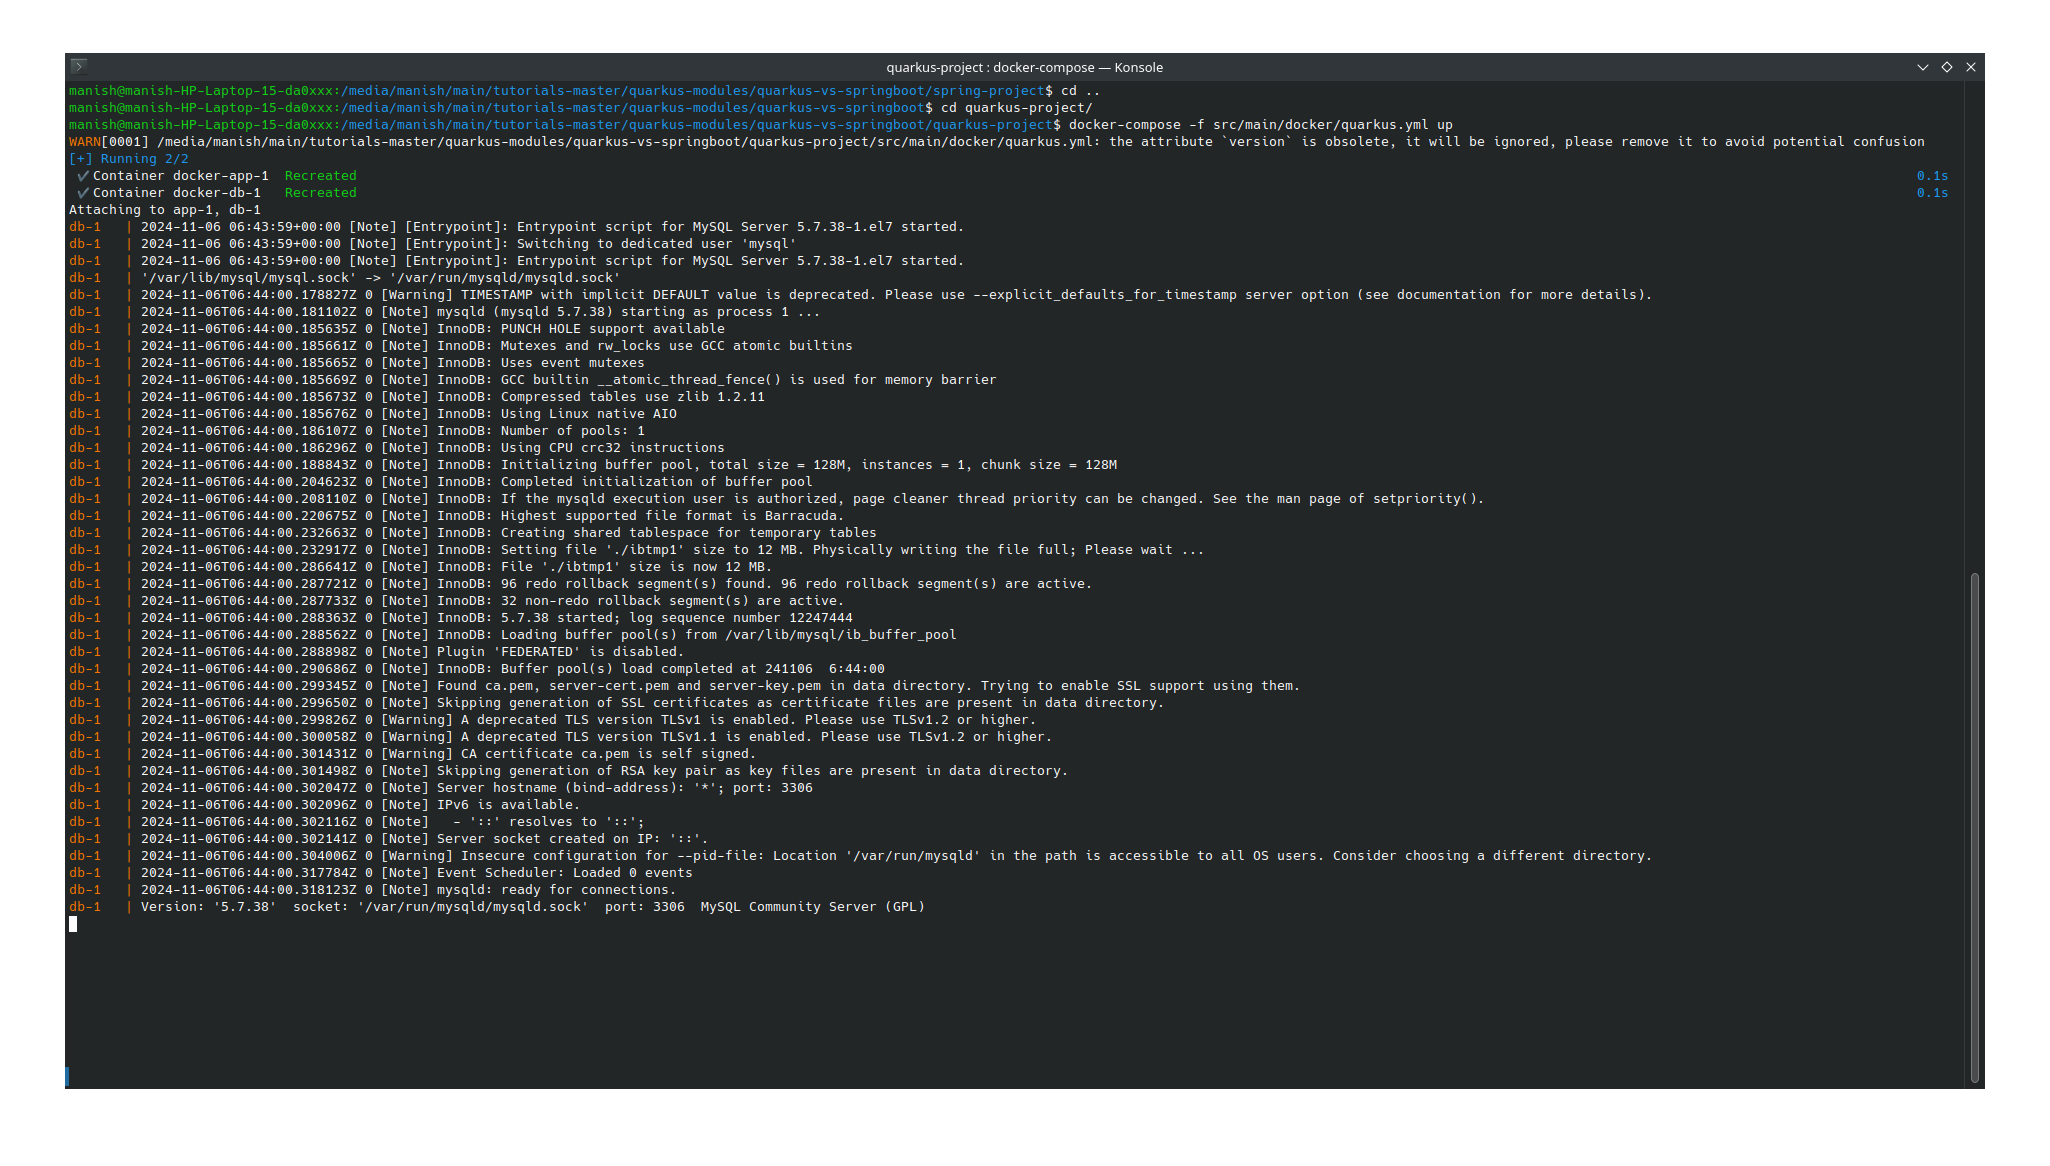 quarkus-project : docker-compose — Konsole
manish@manish-HP-Laptop-15-da0xxx:/media/manish/main/tutorials-master/quarkus-modules/quarkus-vs-springboot/spring-project$ cd ..
manish@manish-HP-Laptop-15-da0xxx:/media/manish/main/tutorials-master/quarkus-modules/quarkus-vs-springboot$ cd quarkus-project/
manish@manish-HP-Laptop-15-da0xxx:/media/manish/main/tutorials-master/quarkus-modules/quarkus-vs-springboot/quarkus-project$ docker-compose -f src/main/docker/quarkus.yml up
WARN[0001] /media/manish/main/tutorials-master/quarkus-modules/quarkus-vs-springboot/quarkus-project/src/main/docker/quarkus.yml: the attribute `version` is obsolete, it will be ignored, please remove it to avoid potential confusion
[+] Running 2/2
✔ Container docker-app-1  Recreated 0.1s
✔ Container docker-db-1   Recreated 0.1s
Attaching to app-1, db-1
db-1   | 2024-11-06 06:43:59+00:00 [Note] [Entrypoint]: Entrypoint script for MySQL Server 5.7.38-1.el7 started.
db-1   | 2024-11-06 06:43:59+00:00 [Note] [Entrypoint]: Switching to dedicated user 'mysql'
db-1   | 2024-11-06 06:43:59+00:00 [Note] [Entrypoint]: Entrypoint script for MySQL Server 5.7.38-1.el7 started.
db-1   | '/var/lib/mysql/mysql.sock' -> '/var/run/mysqld/mysqld.sock'
db-1   | 2024-11-06T06:44:00.178827Z 0 [Warning] TIMESTAMP with implicit DEFAULT value is deprecated. Please use --explicit_defaults_for_timestamp server option (see documentation for more details).
db-1   | 2024-11-06T06:44:00.181102Z 0 [Note] mysqld (mysqld 5.7.38) starting as process 1 ...
db-1   | 2024-11-06T06:44:00.185635Z 0 [Note] InnoDB: PUNCH HOLE support available
db-1   | 2024-11-06T06:44:00.185661Z 0 [Note] InnoDB: Mutexes and rw_locks use GCC atomic builtins
db-1   | 2024-11-06T06:44:00.185665Z 0 [Note] InnoDB: Uses event mutexes
db-1   | 2024-11-06T06:44:00.185669Z 0 [Note] InnoDB: GCC builtin __atomic_thread_fence() is used for memory barrier
db-1   | 2024-11-06T06:44:00.185673Z 0 [Note] InnoDB: Compressed tables use zlib 1.2.11
db-1   | 2024-11-06T06:44:00.185676Z 0 [Note] InnoDB: Using Linux native AIO
db-1   | 2024-11-06T06:44:00.186107Z 0 [Note] InnoDB: Number of pools: 1
db-1   | 2024-11-06T06:44:00.186296Z 0 [Note] InnoDB: Using CPU crc32 instructions
db-1   | 2024-11-06T06:44:00.188843Z 0 [Note] InnoDB: Initializing buffer pool, total size = 128M, instances = 1, chunk size = 128M
db-1   | 2024-11-06T06:44:00.204623Z 0 [Note] InnoDB: Completed initialization of buffer pool
db-1   | 2024-11-06T06:44:00.208110Z 0 [Note] InnoDB: If the mysqld execution user is authorized, page cleaner thread priority can be changed. See the man page of setpriority().
db-1   | 2024-11-06T06:44:00.220675Z 0 [Note] InnoDB: Highest supported file format is Barracuda.
db-1   | 2024-11-06T06:44:00.232663Z 0 [Note] InnoDB: Creating shared tablespace for temporary tables
db-1   | 2024-11-06T06:44:00.232917Z 0 [Note] InnoDB: Setting file './ibtmp1' size to 12 MB. Physically writing the file full; Please wait ...
db-1   | 2024-11-06T06:44:00.286641Z 0 [Note] InnoDB: File './ibtmp1' size is now 12 MB.
db-1   | 2024-11-06T06:44:00.287721Z 0 [Note] InnoDB: 96 redo rollback segment(s) found. 96 redo rollback segment(s) are active.
db-1   | 2024-11-06T06:44:00.287733Z 0 [Note] InnoDB: 32 non-redo rollback segment(s) are active.
db-1   | 2024-11-06T06:44:00.288363Z 0 [Note] InnoDB: 5.7.38 started; log sequence number 12247444
db-1   | 2024-11-06T06:44:00.288562Z 0 [Note] InnoDB: Loading buffer pool(s) from /var/lib/mysql/ib_buffer_pool
db-1   | 2024-11-06T06:44:00.288898Z 0 [Note] Plugin 'FEDERATED' is disabled.
db-1   | 2024-11-06T06:44:00.290686Z 0 [Note] InnoDB: Buffer pool(s) load completed at 241106  6:44:00
db-1   | 2024-11-06T06:44:00.299345Z 0 [Note] Found ca.pem, server-cert.pem and server-key.pem in data directory. Trying to enable SSL support using them.
db-1   | 2024-11-06T06:44:00.299650Z 0 [Note] Skipping generation of SSL certificates as certificate files are present in data directory.
db-1   | 2024-11-06T06:44:00.299826Z 0 [Warning] A deprecated TLS version TLSv1 is enabled. Please use TLSv1.2 or higher.
db-1   | 2024-11-06T06:44:00.300058Z 0 [Warning] A deprecated TLS version TLSv1.1 is enabled. Please use TLSv1.2 or higher.
db-1   | 2024-11-06T06:44:00.301431Z 0 [Warning] CA certificate ca.pem is self signed.
db-1   | 2024-11-06T06:44:00.301498Z 0 [Note] Skipping generation of RSA key pair as key files are present in data directory.
db-1   | 2024-11-06T06:44:00.302047Z 0 [Note] Server hostname (bind-address): '*'; port: 3306
db-1   | 2024-11-06T06:44:00.302096Z 0 [Note] IPv6 is available.
db-1   | 2024-11-06T06:44:00.302116Z 0 [Note]   - '::' resolves to '::';
db-1   | 2024-11-06T06:44:00.302141Z 0 [Note] Server socket created on IP: '::'.
db-1   | 2024-11-06T06:44:00.304006Z 0 [Warning] Insecure configuration for --pid-file: Location '/var/run/mysqld' in the path is accessible to all OS users. Consider choosing a different directory.
db-1   | 2024-11-06T06:44:00.317784Z 0 [Note] Event Scheduler: Loaded 0 events
db-1   | 2024-11-06T06:44:00.318123Z 0 [Note] mysqld: ready for connections.
db-1   | Version: '5.7.38'  socket: '/var/run/mysqld/mysqld.sock'  port: 3306  MySQL Community Server (GPL)